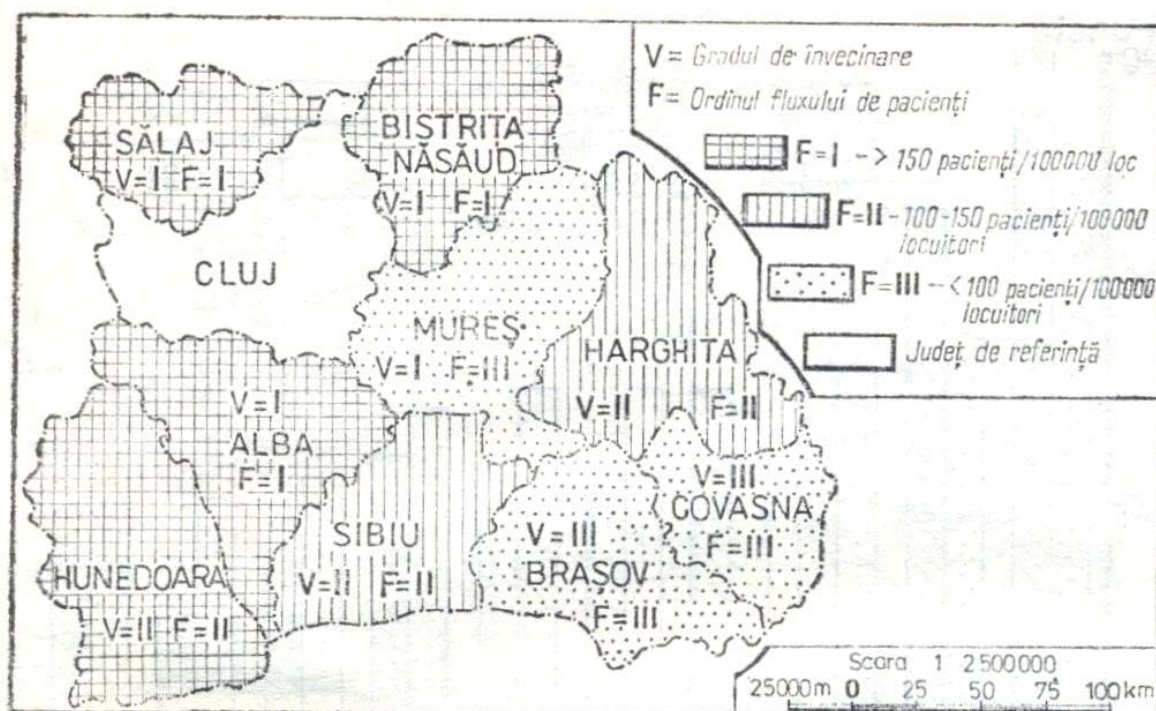 V = Gradul de învecinare
F = Ordinul fluxului de pacienți
F=I -> 150 pacienți/100000 loc
F=II - 100-150 pacienți/100000
locuitori
F=III - < 100 pacienți/100000
locuitori
Județ de referință
SĂLAJ
V=I F=I
BISTRITA
NĂSĂUD
V=I F=I
CLUJ
MUREȘ
V=I F=III
HARGHITA
V=II F=II
V=I
ALBA
F=I
HUNEDOARA
V=II F=II
SIBIU
V=II F=II
V=III
BRAȘOV
F=III
V=III
COVASNA
F=III
Scara 1 2500000
25000m 0 25 50 75 100 km